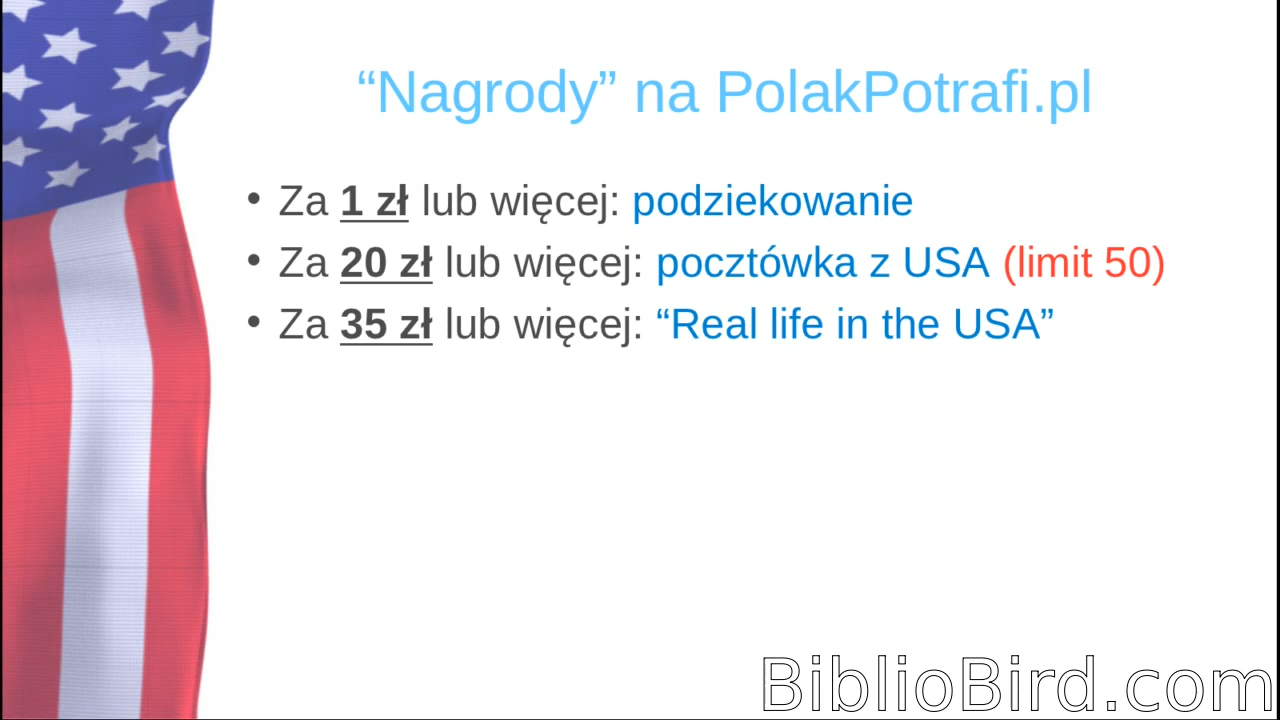 “Nagrody” na PolakPotrafi.pl
• Za 1 zł lub więcej: podziekowanie
• Za 20 zł lub więcej: pocztówka z USA (limit 50)
• Za 35 zł lub więcej: “Real life in the USA”
BiblioBird.com